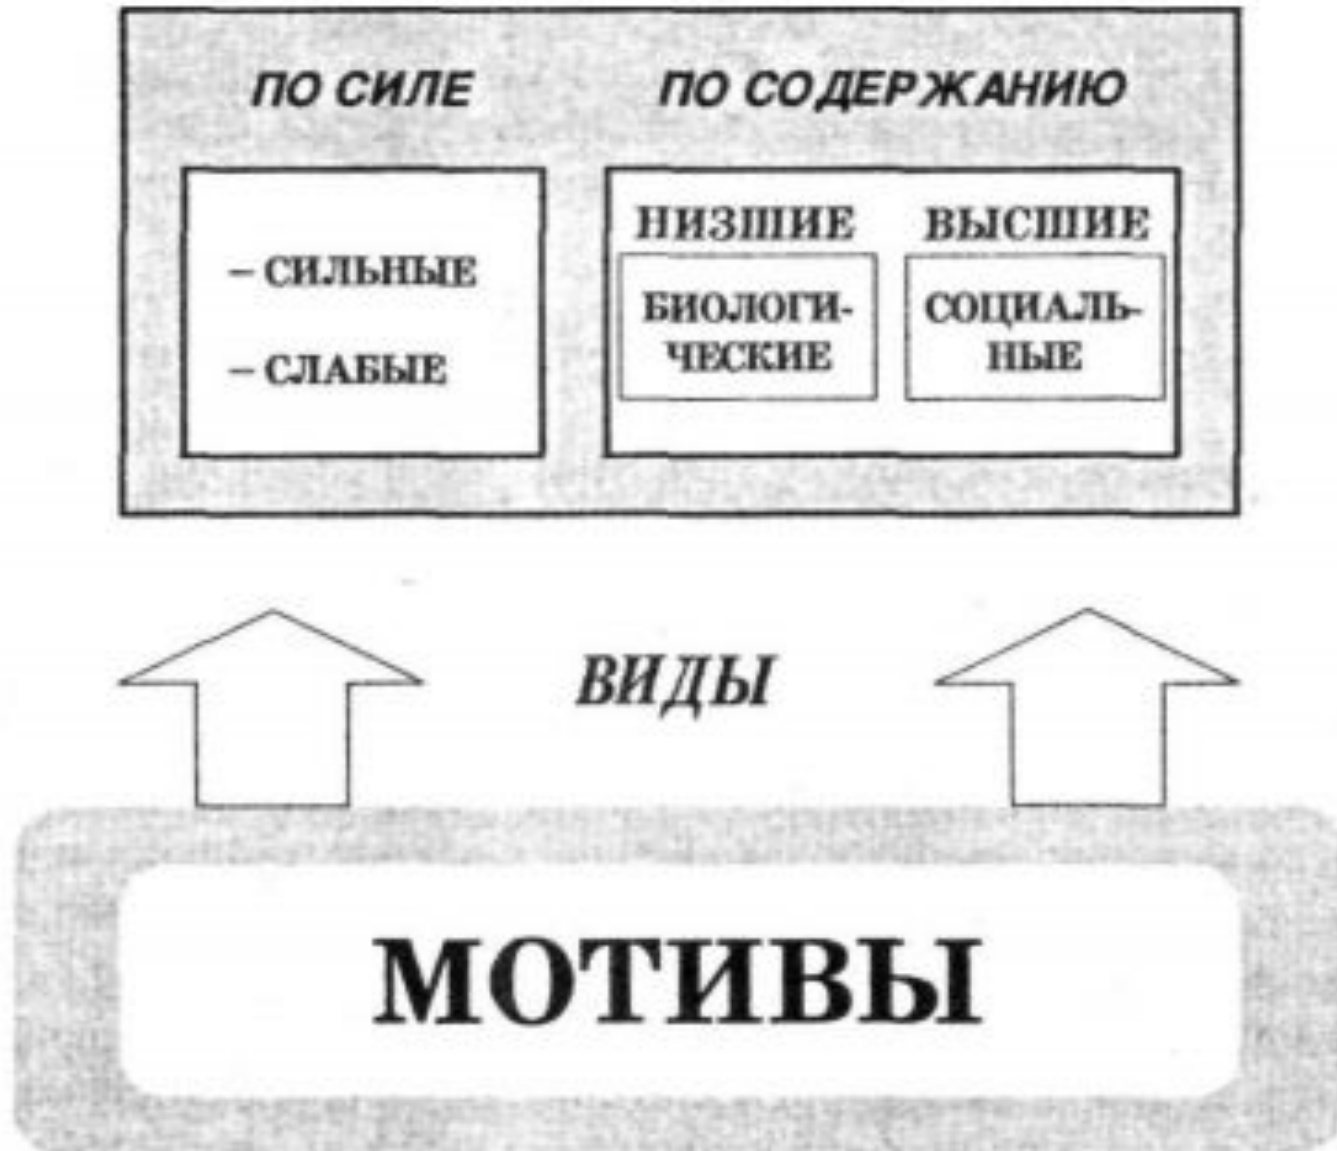 ПО СИЛЕ
ПО СОДЕРЖАНИЮ
– СИЛЬНЫЕ
– СЛАБЫЕ
НИЗШИЕ
БИОЛОГИ-
ЧЕСКИЕ
ВЫСШИЕ
СОЦИАЛЬ-
НЫЕ
ВИДЫ
МОТИВЫ